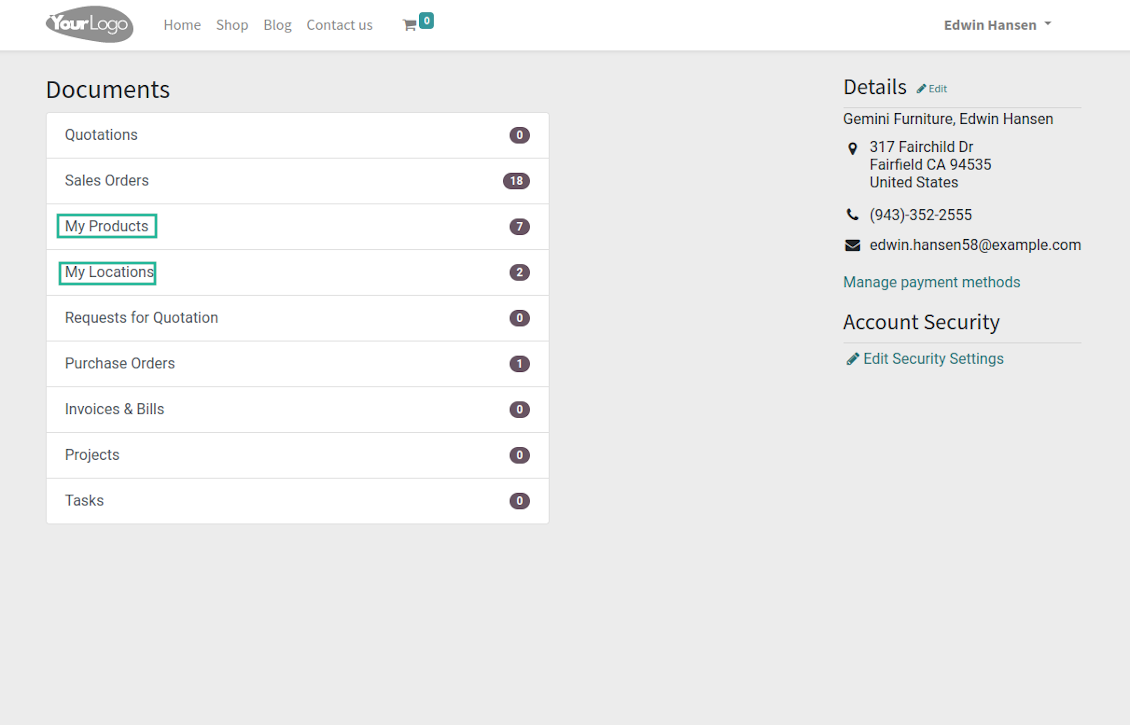 YourLogo Home Shop Blog Contact us 0 Edwin Hansen
Documents
Quotations 0
Sales Orders 18
My Products 7
My Locations 2
Requests for Quotation 0
Purchase Orders 1
Invoices & Bills 0
Projects 0
Tasks 0
Details Edit
Gemini Furniture, Edwin Hansen
317 Fairchild Dr
Fairfield CA 94535
United States
(943)-352-2555
edwin.hansen58@example.com
Manage payment methods
Account Security
Edit Security Settings